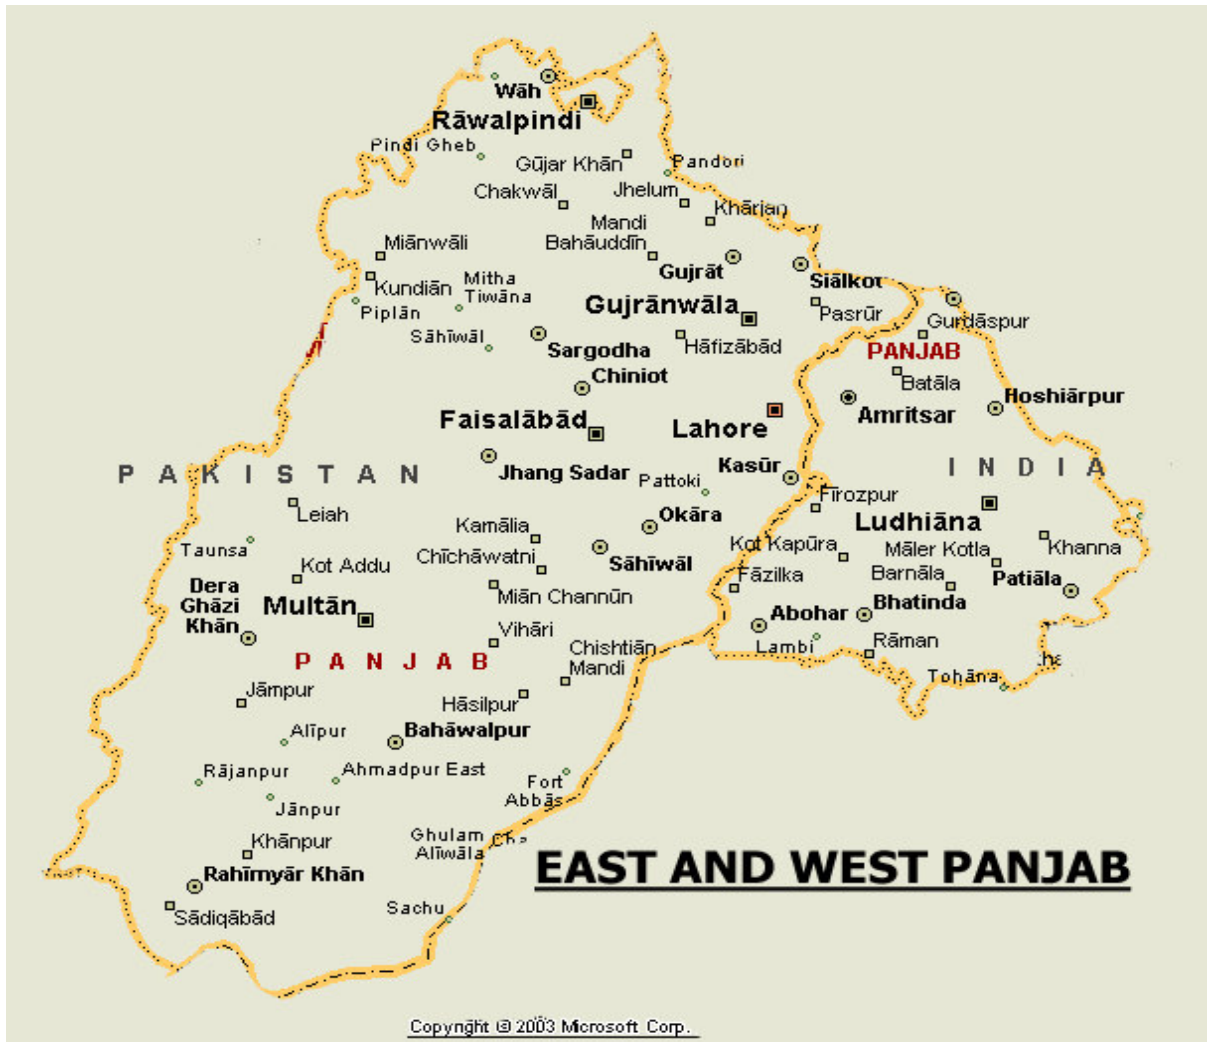 Wāh
Rāwalpindi
Pindi Gheb
Gūjar Khān
Pandori
Chakwāl
Jhelum
Khārian
Mandi
Bahāuddīn
Miānwāli
Gujrāt
Siālkot
Kundiān
Mitha
Tiwāna
Piplān
Gujrānwāla
Pasrūr
Gurdāspur
Sāhīwāl
Sargodha
Hāfizābād
PANJAB
Chiniot
Batāla
Hoshiārpur
Amritsar
Faisalābād
Lahore
PAKISTAN
Jhang Sadar
Kasūr
INDIA
Pattoki
Firozpur
Leiah
Okāra
Ludhiāna
Kamālia
Taunsa
Chīchāwatni
Sāhīwāl
Kot Kapūra
Māler Kotla
Khanna
Kot Addu
Dera
Ghāzi
Khān
Multān
Miān Channūn
Fāzilka
Barnāla
Patiāla
Abohar
Bhatinda
Vihāri
Chishtiān
Mandi
Lambi
Rāman
PANJAB
Tohāna
Jāmpur
Hāsilpur
Alīpur
Bahāwalpur
Rājanpur
Ahmadpur East
Fort
Abbās
Jānpur
Khānpur
Ghulam
Alīwāla
EAST AND WEST PANJAB
Rahīmyār Khān
Sādiqābād
Sachu
Copyright © 2003 Microsoft Corp.